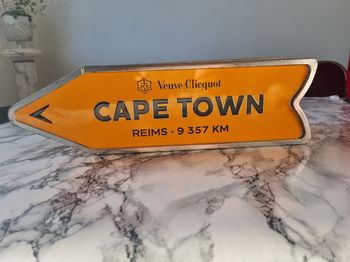 Veuve Clicquot
CAPE TOWN
REIMS - 9 357 KM